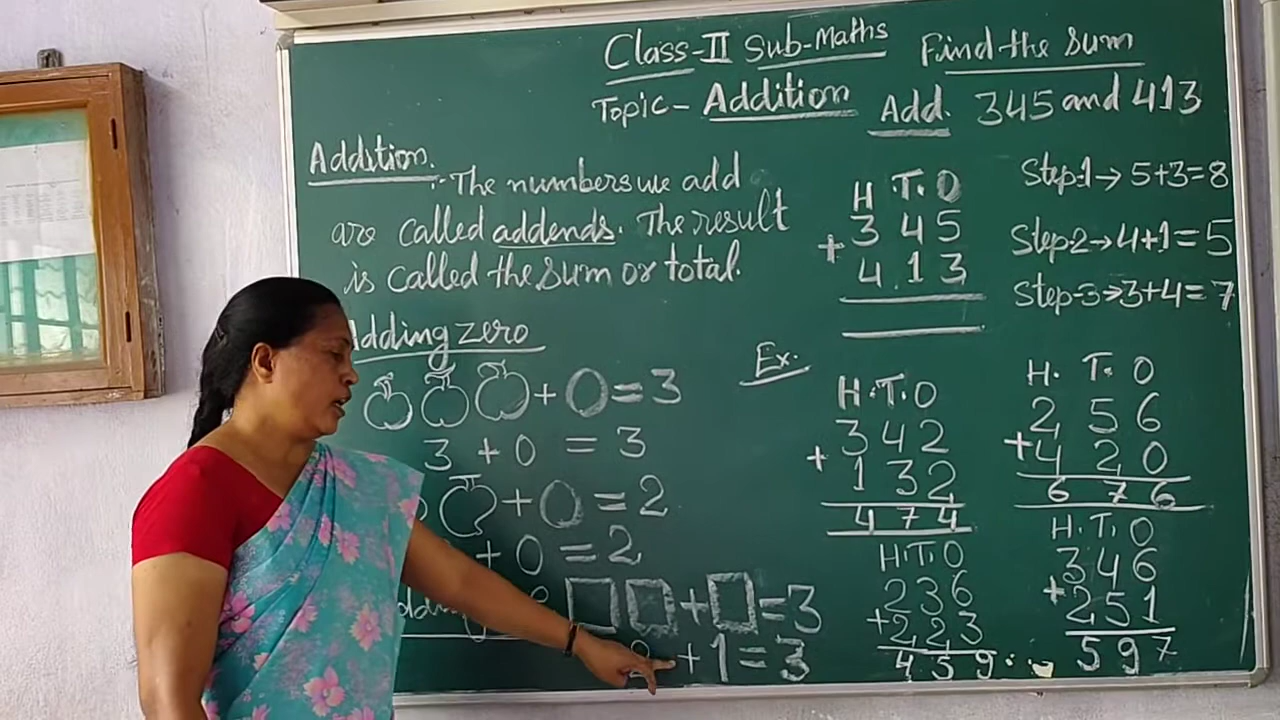 Class-II Sub-Maths
Topic- Addition
Addition:-
The numbers we add
are called addends. The result
is called the sum or total.
Adding zero
+ 0 = 3
3 + 0 = 3
+ 0 = 2
+ 0 = 2
+ = 3
+ 1 = 3
Find the sum
Add. 345 and 413
H T. O
3 4 5
+ 4 1 3
Step-1 → 5+3=8
Step-2 → 4+1=5
Step-3 → 3+4=7
Ex.
H.T.O
3 4 2
+ 1 3 2
4 7 4
H. T. O
2 5 6
+ 4 2 0
6 7 6
H.T.O
2 3 6
+ 2 2 3
4 5 9
H.T.O
3 4 6
+ 2 5 1
5 9 7